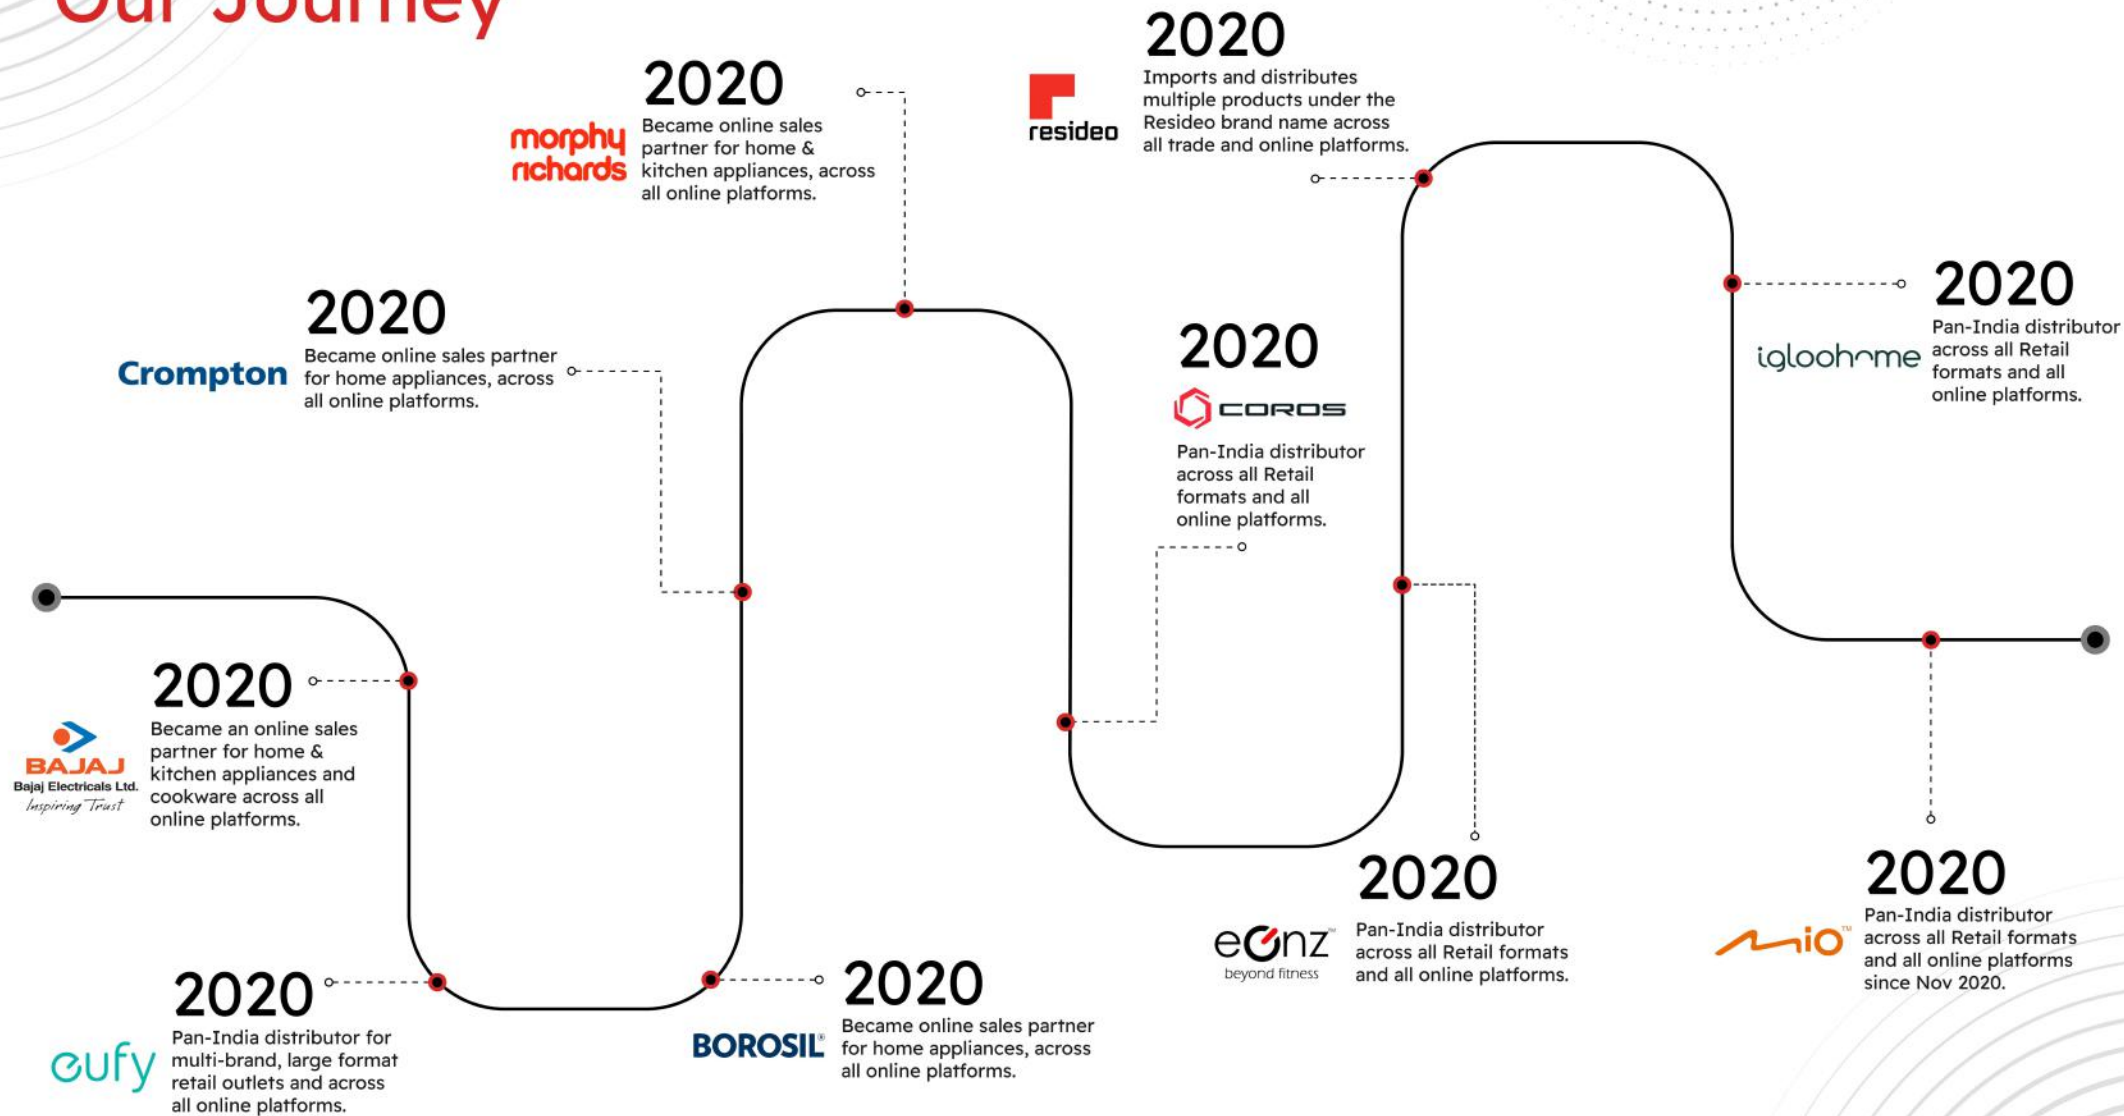 Our Journey
2020
BAJAJ
Bajaj Electricals Ltd.
Inspiring Trust
Became an online sales
partner for home &
kitchen appliances and
cookware across all
online platforms.
2020
eufy
Pan-India distributor for
multi-brand, large format
retail outlets and across
all online platforms.
2020
BOROSIL®
Became online sales partner
for home appliances, across
all online platforms.
2020
Crompton
Became online sales partner
for home appliances, across
all online platforms.
2020
morphy
richards
Became online sales
partner for home &
kitchen appliances, across
all online platforms.
2020
COROS
Pan-India distributor
across all Retail
formats and all
online platforms.
2020
eOnz™
beyond fitness
Pan-India distributor
across all Retail formats
and all online platforms.
2020
resideo
Imports and distributes
multiple products under the
Resideo brand name across
all trade and online platforms.
2020
igloohome
Pan-India distributor
across all Retail
formats and all
online platforms.
2020
MiO™
Pan-India distributor
across all Retail formats
and all online platforms
since Nov 2020.